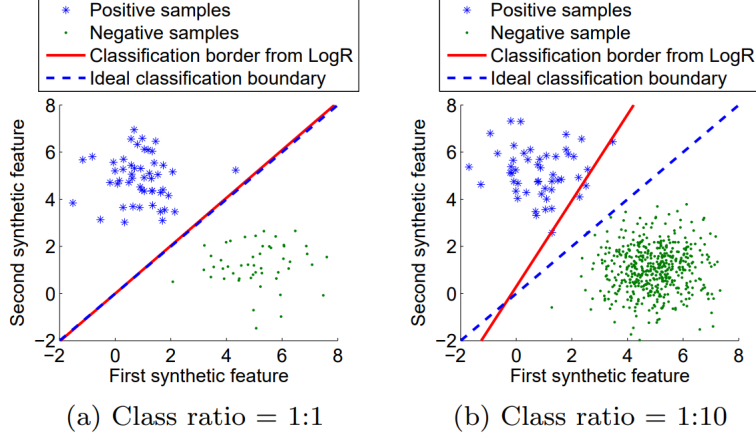 Positive samples
Negative samples
Classification border from LogR
Ideal classification boundary
8
6
4
2
0
−2
−2
0
2
4
6
8
Second synthetic feature
First synthetic feature
(a) Class ratio = 1:1
Positive samples
Negative sample
Classification border from LogR
Ideal classification boundary
8
6
4
2
0
−2
−2
0
2
4
6
8
Second synthetic feature
First synthetic feature
(b) Class ratio = 1:10